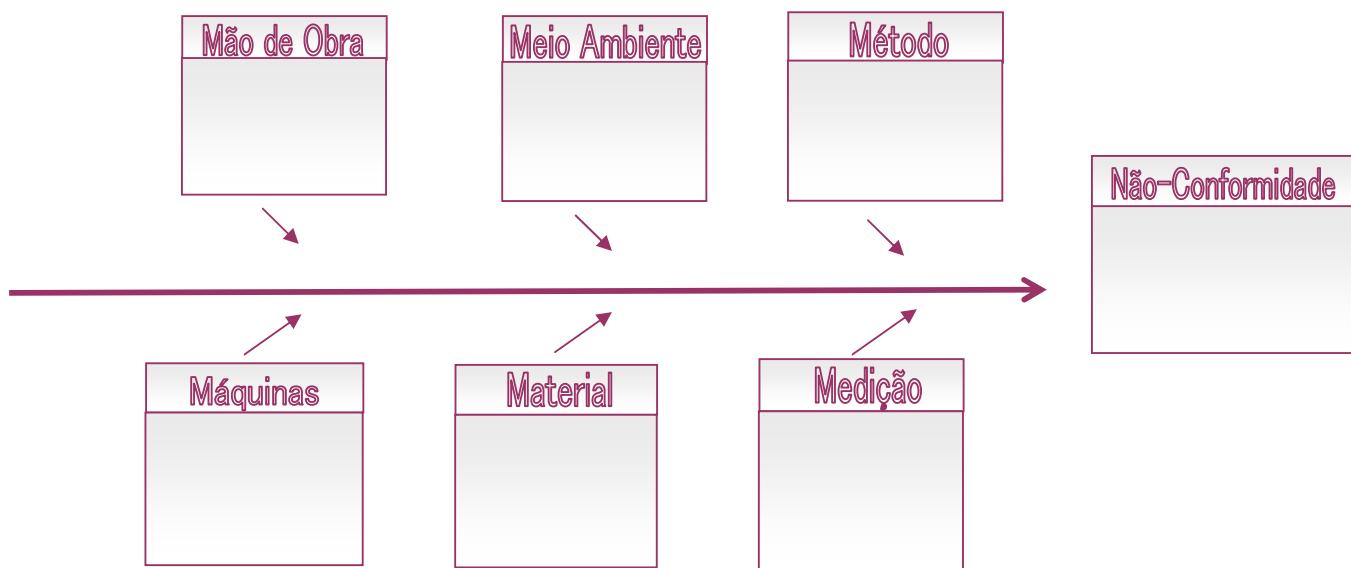 Mão de Obra
Meio Ambiente
Método
Não-Conformidade
Máquinas
Material
Medição